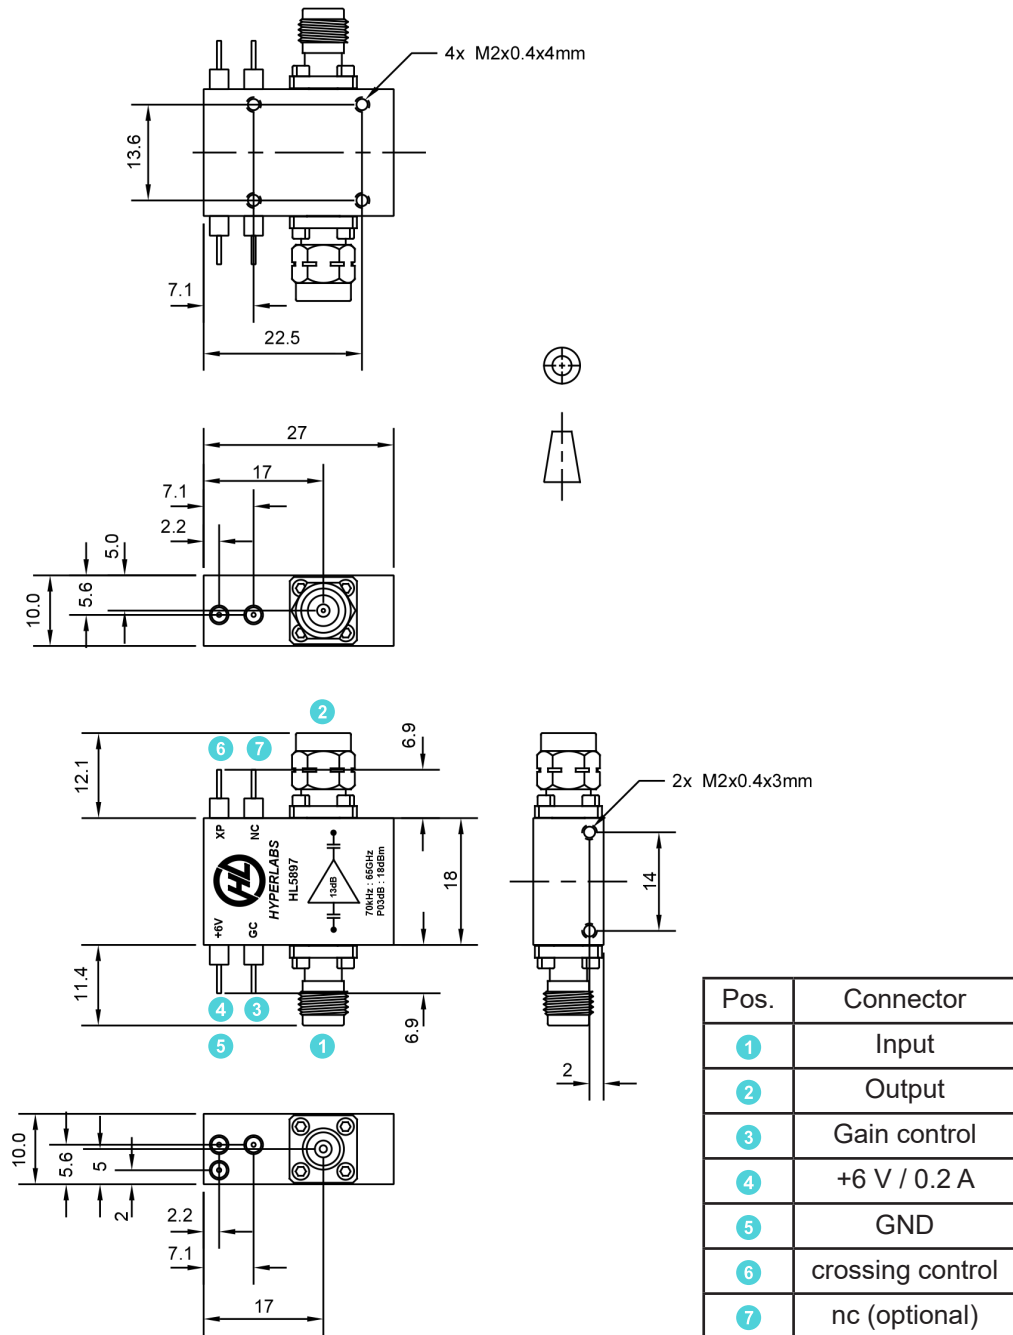 4x M2x0.4x4mm
13.6
7.1
22.5
27
17
7.1
2.2
5.0
5.6
10.0
2
6
7
6.9
12.1
2x M2x0.4x3mm
XP
NC
HL
HYPERLABS
HL5897
13dB
70kHz : 65GHz
P03dB : 18dBm
18
14
+6V
GC
11.4
4
3
5
1
6.9
2
10.0
5.6
5
2
2.2
7.1
17
Pos. Connector
1 Input
2 Output
3 Gain control
4 +6 V / 0.2 A
5 GND
6 crossing control
7 nc (optional)